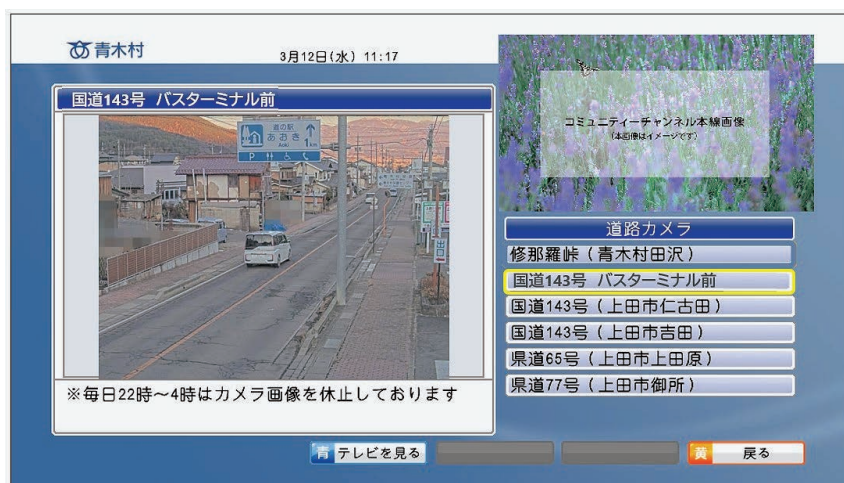 青木村
3月12日(水) 11:17
国道143号 バスターミナル前
道の駅
あおき
Aoki
1km
P
出口
※毎日22時～4時はカメラ画像を休止しております
コミュニティーチャンネル本線画像
(本画像はイメージです)
道路カメラ
修那羅峠(青木村田沢)
国道143号 バスターミナル前
国道143号(上田市仁古田)
国道143号(上田市吉田)
県道65号(上田市上田原)
県道77号(上田市御所)
青 テレビを見る
黄 戻る